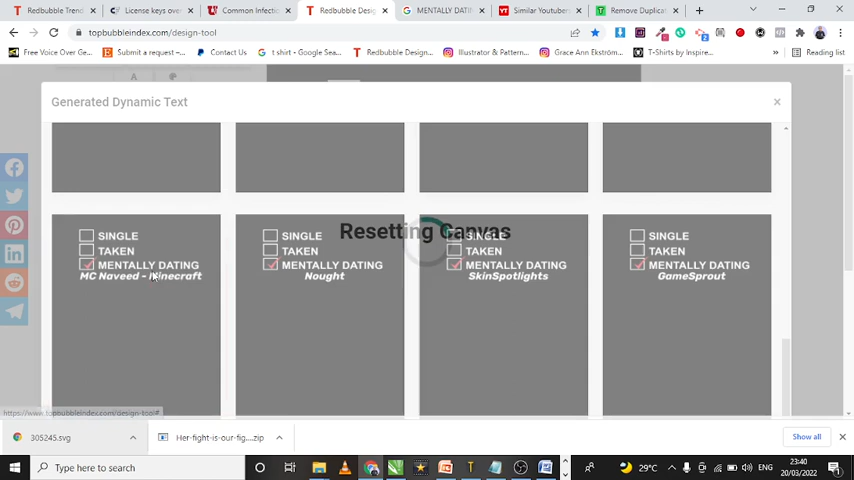 Redbubble Trend
License keys ove
Common Infectio
Redbubble Desig
MENTALLY DATIN
Similar Youtubers
Remove Duplicat
topbubbleindex.com/design-tool
Free Voice Over Ge...
Submit a request –...
Contact Us
t shirt - Google Sea...
Redbubble Design...
Illustrator & Pattern...
Grace Ann Ekström...
T-Shirts by Inspire...
Reading list
Generated Dynamic Text
×
Resetting Canvas
SINGLE
TAKEN
MENTALLY DATING
MC Naveed - Minecraft
SINGLE
TAKEN
MENTALLY DATING
Nought
SINGLE
TAKEN
MENTALLY DATING
SkinSpotlights
SINGLE
TAKEN
MENTALLY DATING
GameSprout
https://www.topbubbleindex.com/design-tool#
305245.svg
Her-fight-is-our-fig....zip
Show all
Type here to search
29°C
ENG
23:40
20/03/2022